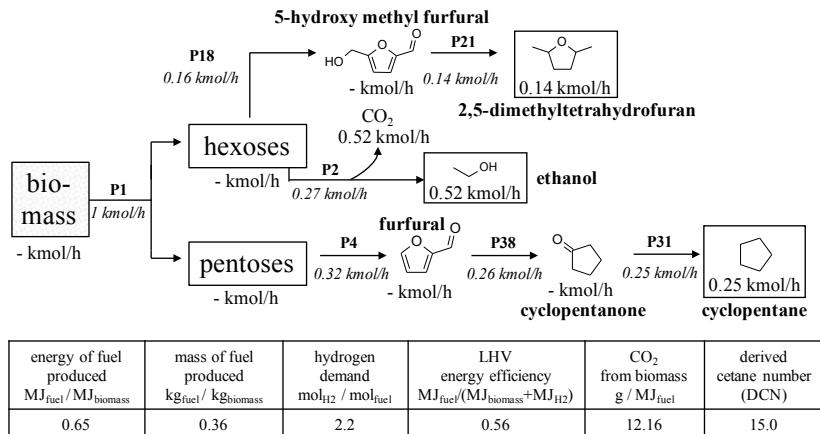 5-hydroxy methyl furfural
P18
0.16 kmol/h
HO
O
O
- kmol/h
P21
0.14 kmol/h
O
0.14 kmol/h
2,5-dimethyltetrahydrofuran
CO2
0.52 kmol/h
hexoses
- kmol/h
P2
0.27 kmol/h
OH
0.52 kmol/h
ethanol
bio-
mass
- kmol/h
P1
1 kmol/h
pentoses
- kmol/h
P4
0.32 kmol/h
furfural
O
O
- kmol/h
P38
0.26 kmol/h
O
- kmol/h
cyclopentanone
P31
0.25 kmol/h
0.25 kmol/h
cyclopentane
energy of fuel
produced
MJfuel/MJbiomass
mass of fuel
produced
kgfuel/ kgbiomass
hydrogen
demand
molH2 / molfuel
LHV
energy efficiency
MJfuel/(MJbiomass+MJH2)
CO2
from biomass
g / MJfuel
derived
cetane number
(DCN)
0.65
0.36
2.2
0.56
12.16
15.0